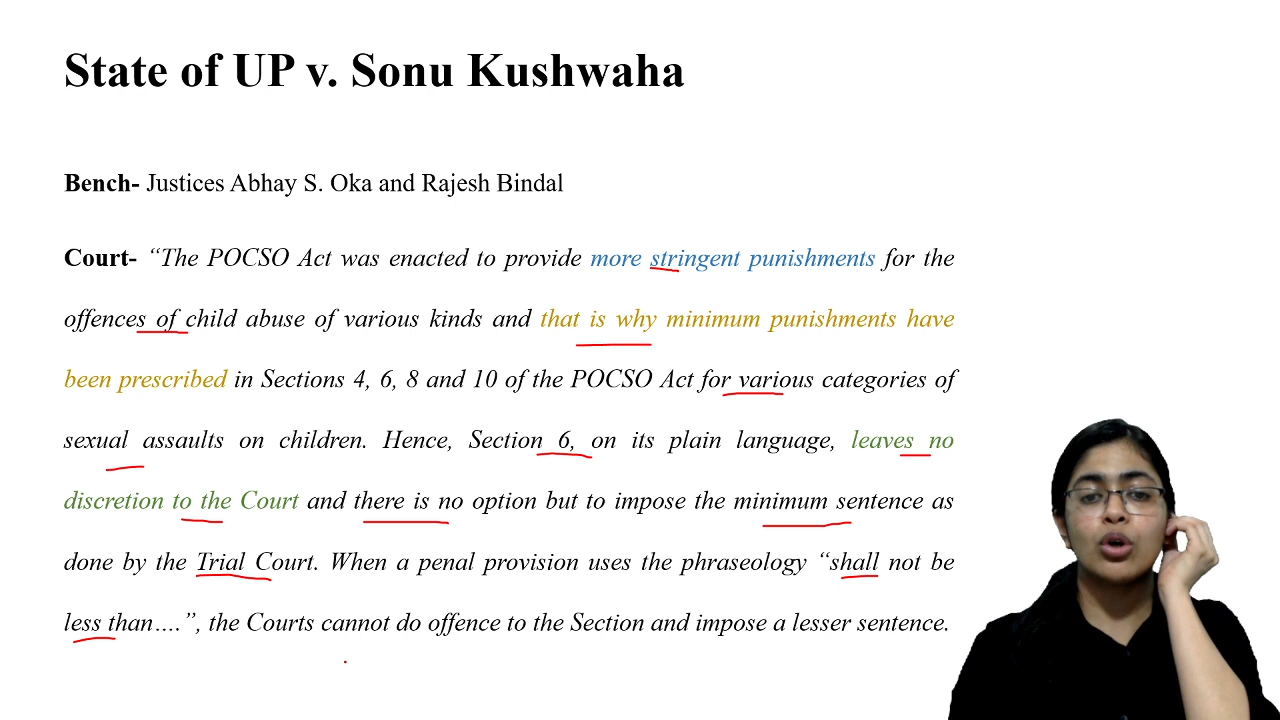 State of UP v. Sonu Kushwaha
Bench- Justices Abhay S. Oka and Rajesh Bindal
Court- “The POCSO Act was enacted to provide more stringent punishments for the
offences of child abuse of various kinds and that is why minimum punishments have
been prescribed in Sections 4, 6, 8 and 10 of the POCSO Act for various categories of
sexual assaults on children. Hence, Section 6, on its plain language, leaves no
discretion to the Court and there is no option but to impose the minimum sentence as
done by the Trial Court. When a penal provision uses the phraseology “shall not be
less than….”, the Courts cannot do offence to the Section and impose a lesser sentence.